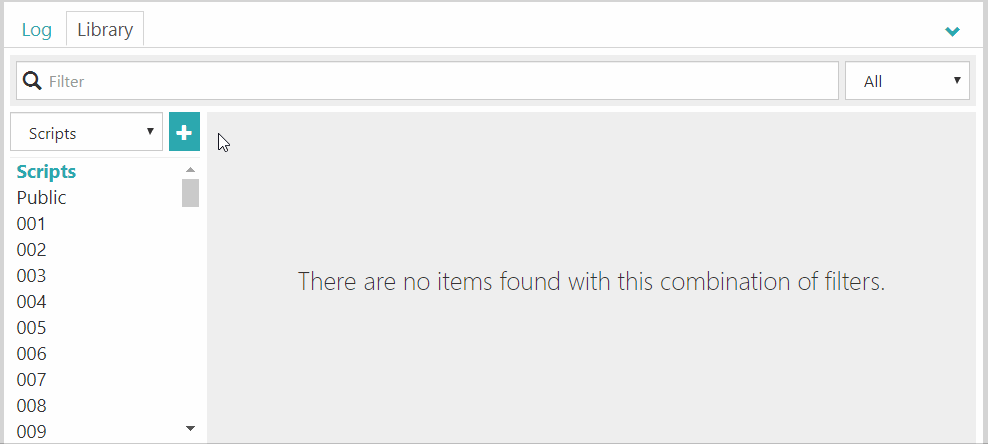 Log Library
Filter All
Scripts
Scripts
Public
001
002
003
004
005
006
007
008
009
There are no items found with this combination of filters.